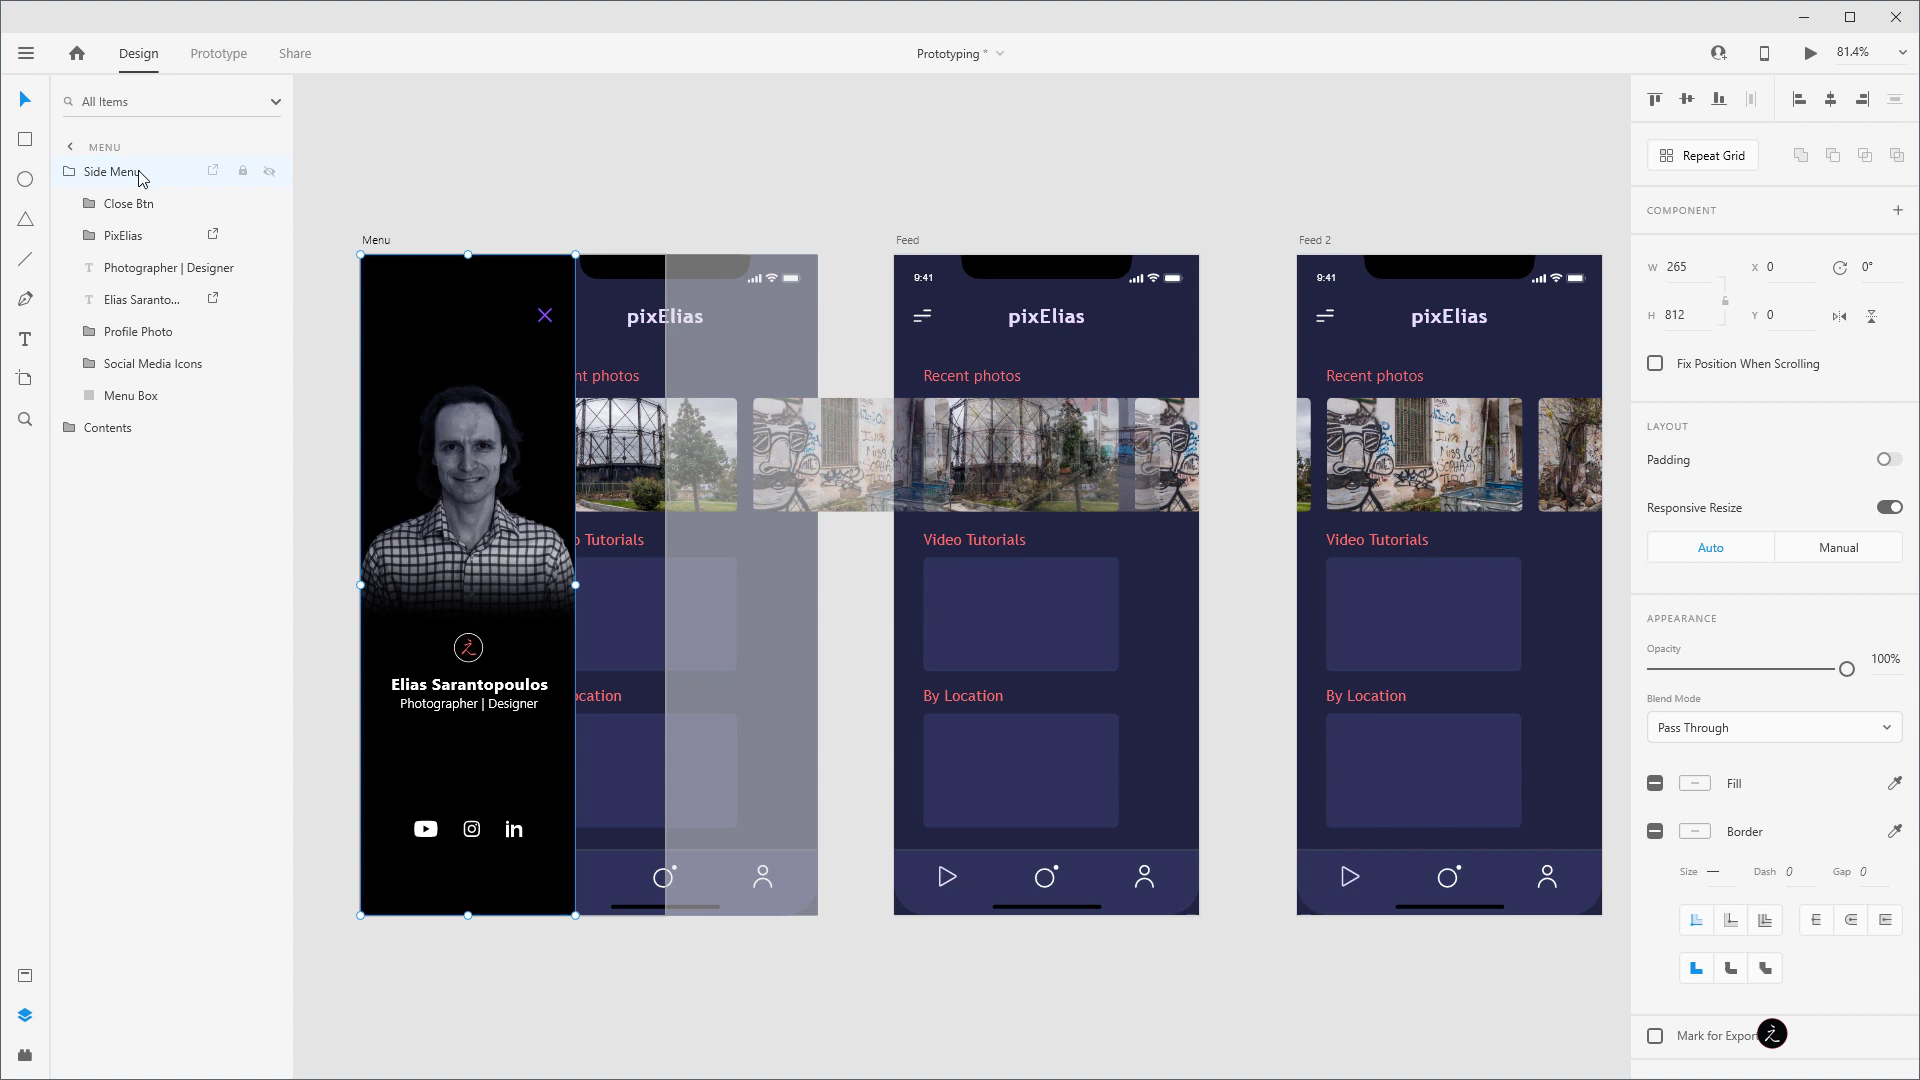 Design
Prototype
Share
Prototyping *
81.4%
All Items
MENU
Side Menu
Close Btn
PixElias
Photographer | Designer
Elias Saranto...
Profile Photo
Social Media Icons
Menu Box
Contents
Menu
Feed
Feed 2
pixElias
nt photos
Tutorials
ocation
Elias Sarantopoulos
Photographer | Designer
in
9:41
pixElias
Recent photos
Video Tutorials
By Location
9:41
pixElias
Recent photos
Video Tutorials
By Location
Repeat Grid
COMPONENT
W 265
X 0
0°
H 812
Y 0
Fix Position When Scrolling
LAYOUT
Padding
Responsive Resize
Auto
Manual
APPEARANCE
Opacity
100%
Blend Mode
Pass Through
Fill
Border
Size
Dash 0
Gap 0
Mark for Export